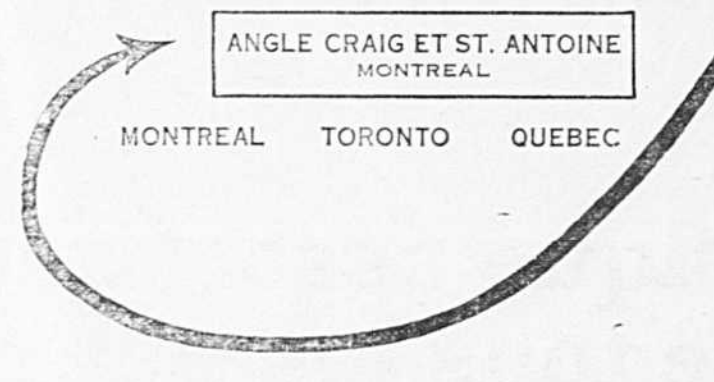 ANGLE CRAIG ET ST. ANTOINE
MONTREAL
MONTREAL TORONTO QUEBEC